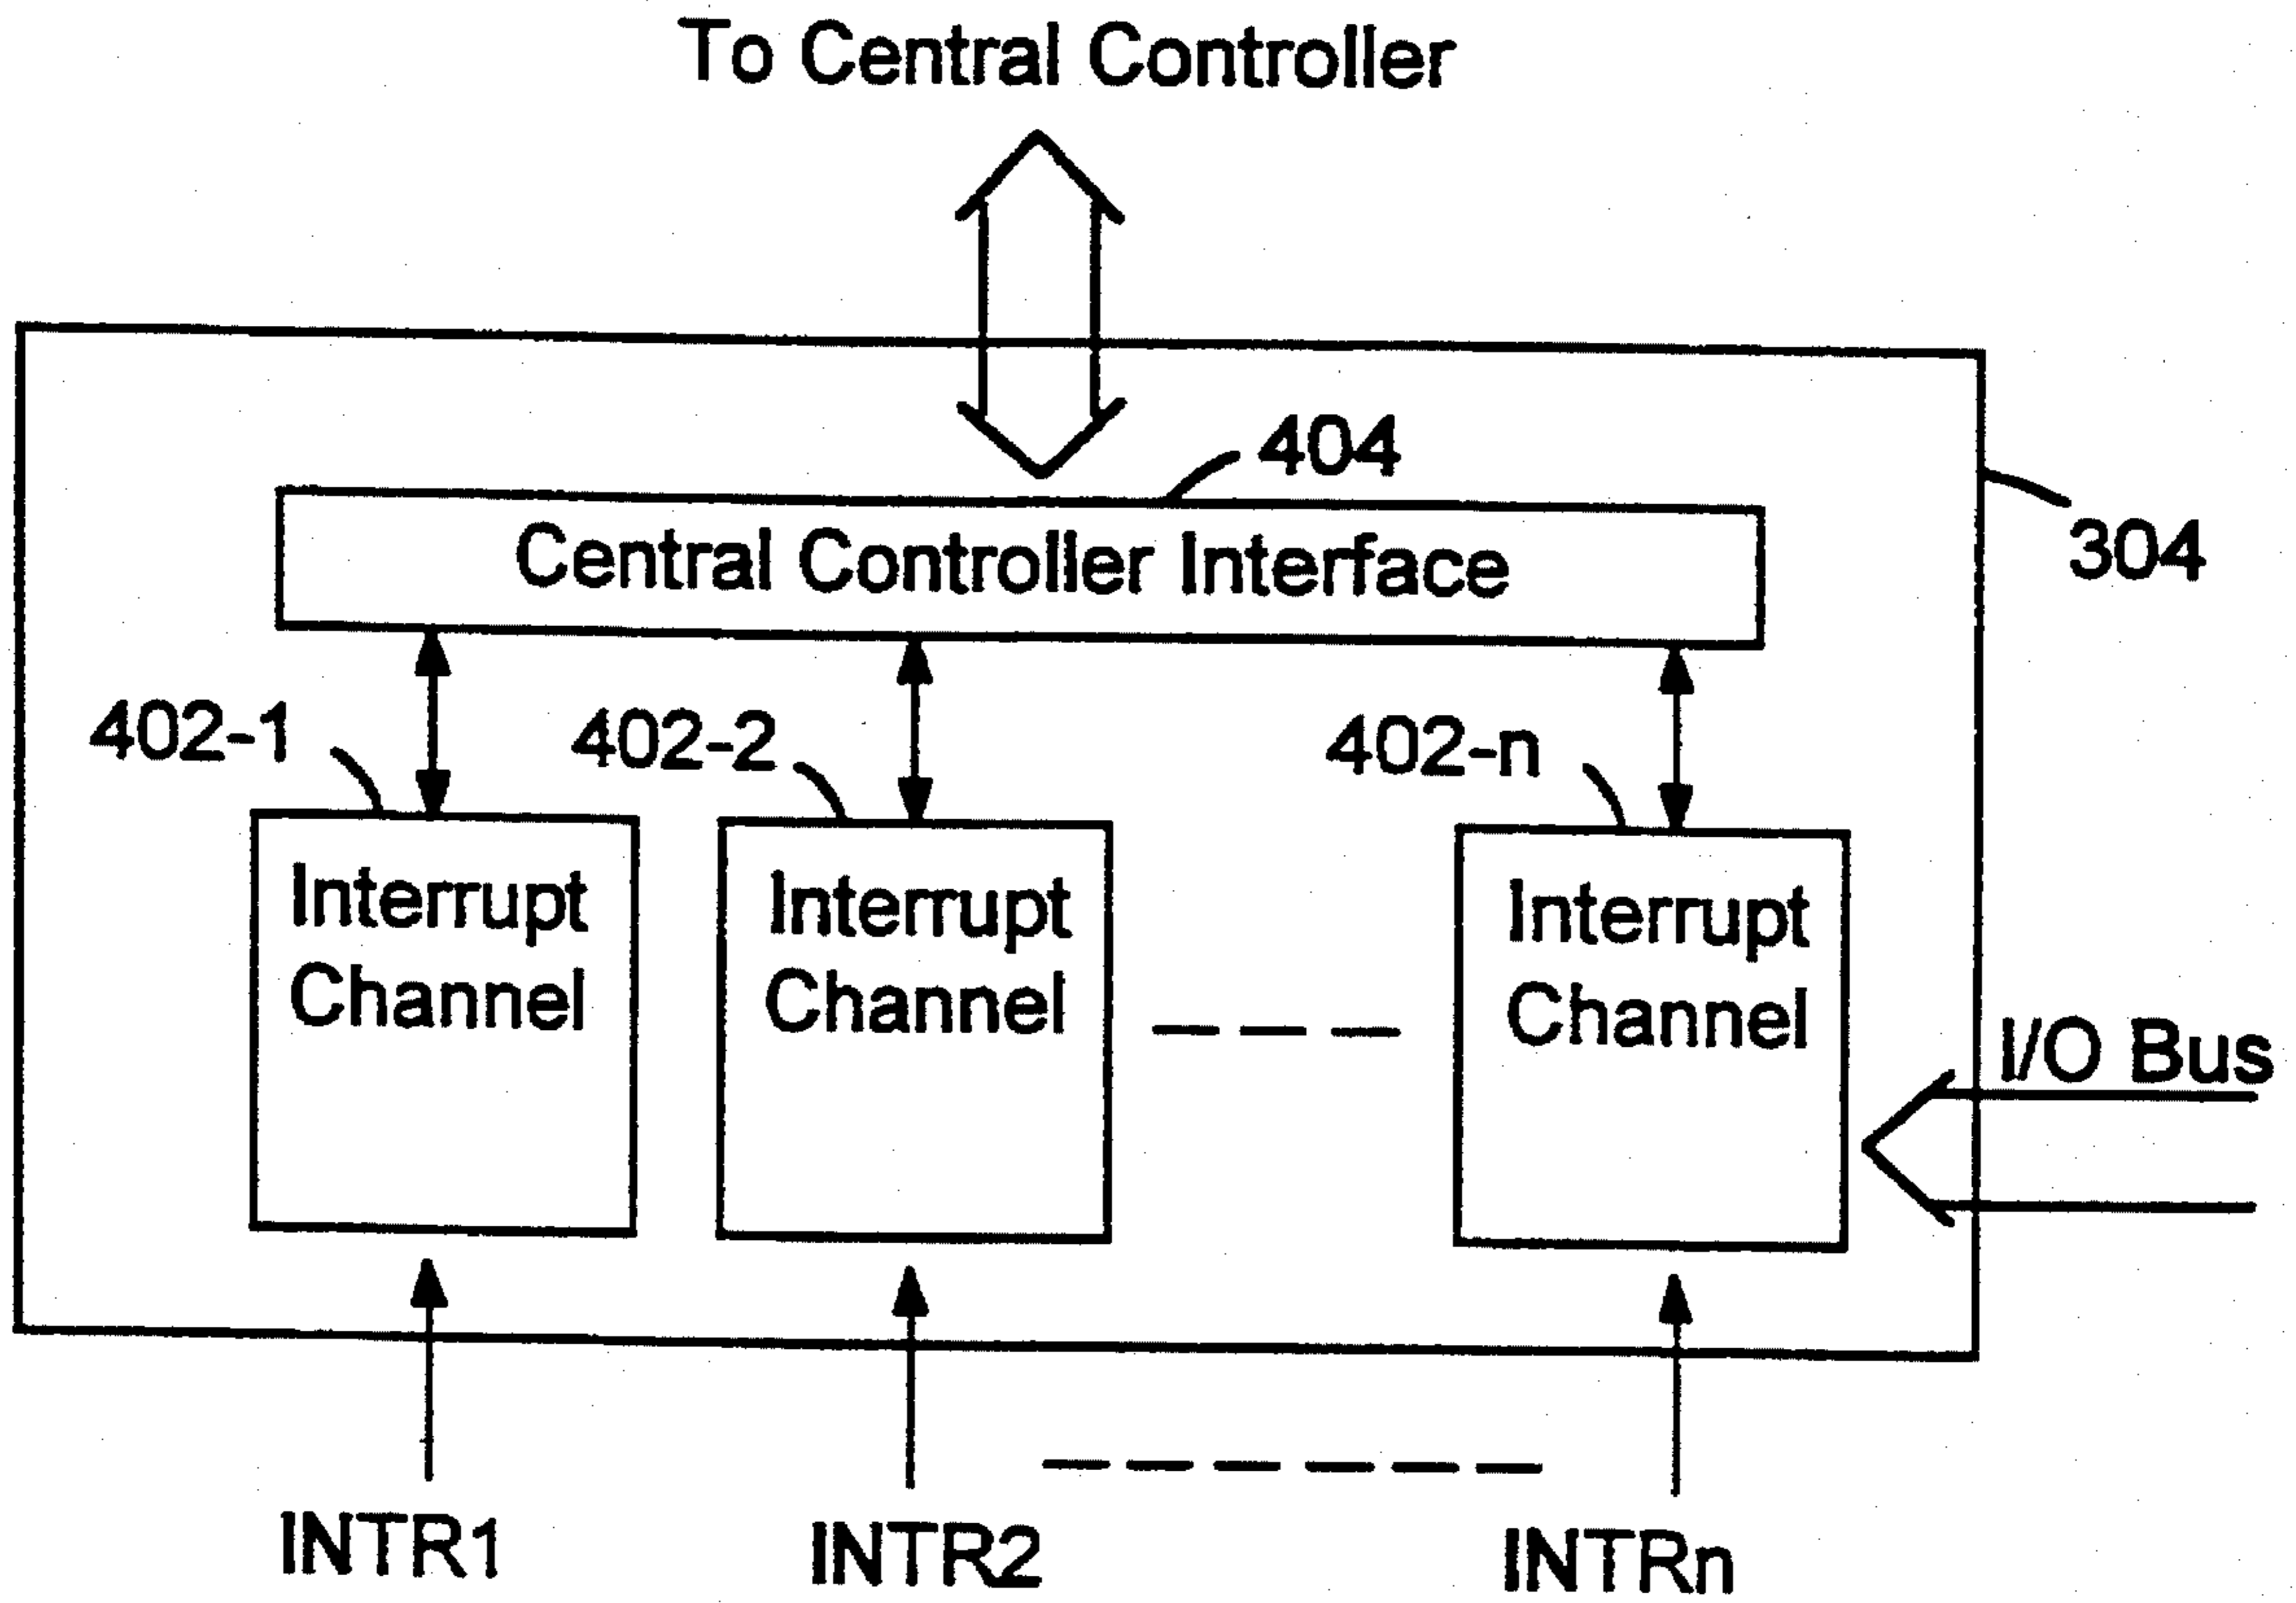 To Central Controller
404
Central Controller Interface
304
402-1
402-2
402-n
Interrupt
Channel
Interrupt
Channel
Interrupt
Channel
I/O Bus
INTR1
INTR2
INTRn